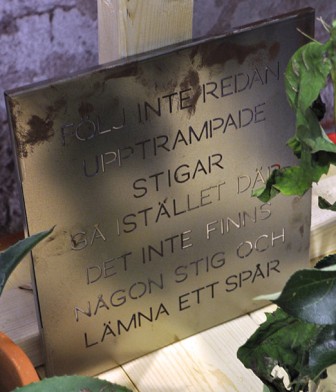 FÖLJ INTE REDAN
UPPTRAMPADE
STIGAR
GÅ ISTÄLLET DÄR
DET INTE FINNS
NÅGON STIG OCH
LÄMNA ETT SPÅR